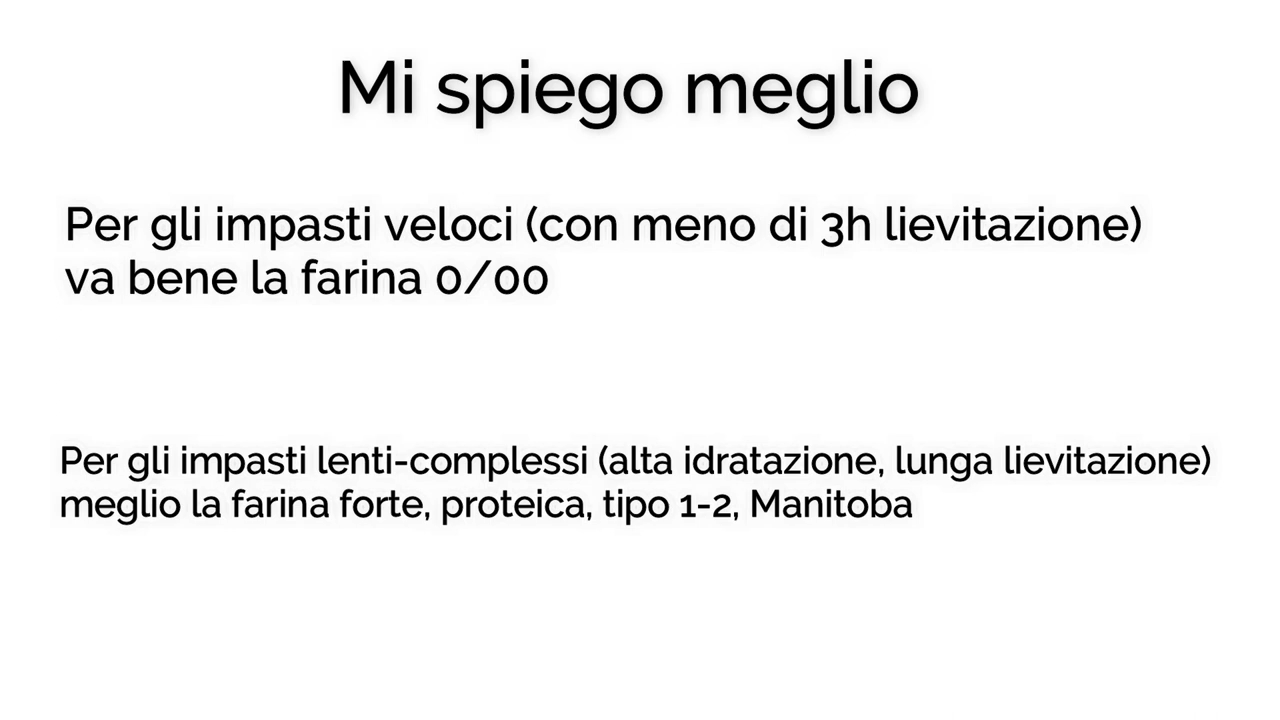 Mi spiego meglio
Per gli impasti veloci (con meno di 3h lievitazione)
va bene la farina 0/00
Per gli impasti lenti-complessi (alta idratazione, lunga lievitazione)
meglio la farina forte, proteica, tipo 1-2, Manitoba